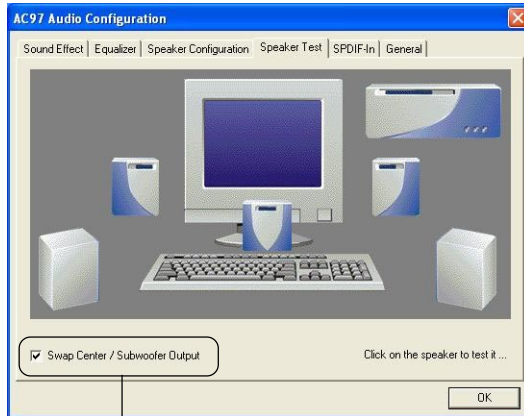 AC97 Audio Configuration
Sound Effect Equalizer Speaker Configuration Speaker Test SPDIF-In General
Swap Center / Subwoofer Output
Click on the speaker to test it ...
OK